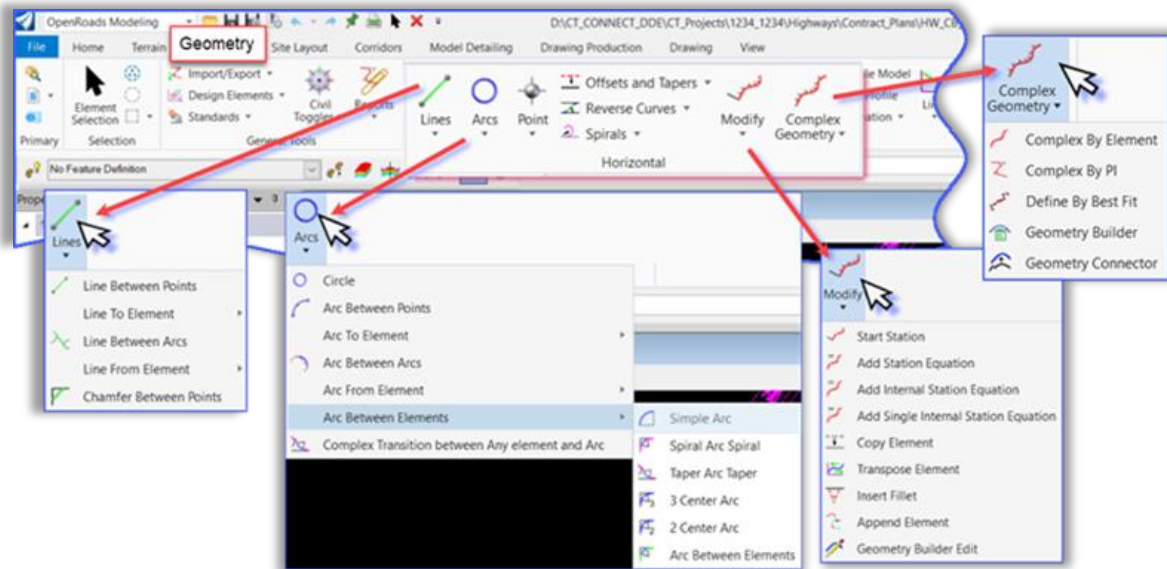 OpenRoads Modeling
D:\CT_CONNECT_DDE\CT_Projects\1234_1234\Highways\Contract_Plans\HW_CB
File Home Terrain Geometry Site Layout Corridors Model Detailing Drawing Production Drawing View
Element Selection
Import/Export
Design Elements
Standards
Civil Toggles
Reports
Primary Selection General Tools
Lines
Arcs
Point
Offsets and Tapers
Reverse Curves
Spirals
Modify
Complex Geometry
Horizontal
No Feature Definition
Lines
Line Between Points
Line To Element
Line Between Arcs
Line From Element
Chamfer Between Points
Arcs
Circle
Arc Between Points
Arc To Element
Arc Between Arcs
Arc From Element
Arc Between Elements
Complex Transition between Any element and Arc
Simple Arc
Spiral Arc Spiral
Taper Arc Taper
3 Center Arc
2 Center Arc
Arc Between Elements
Modify
Start Station
Add Station Equation
Add Internal Station Equation
Add Single Internal Station Equation
Copy Element
Transpose Element
Insert Fillet
Append Element
Geometry Builder Edit
Complex
Geometry
Complex By Element
Complex By PI
Define By Best Fit
Geometry Builder
Geometry Connector